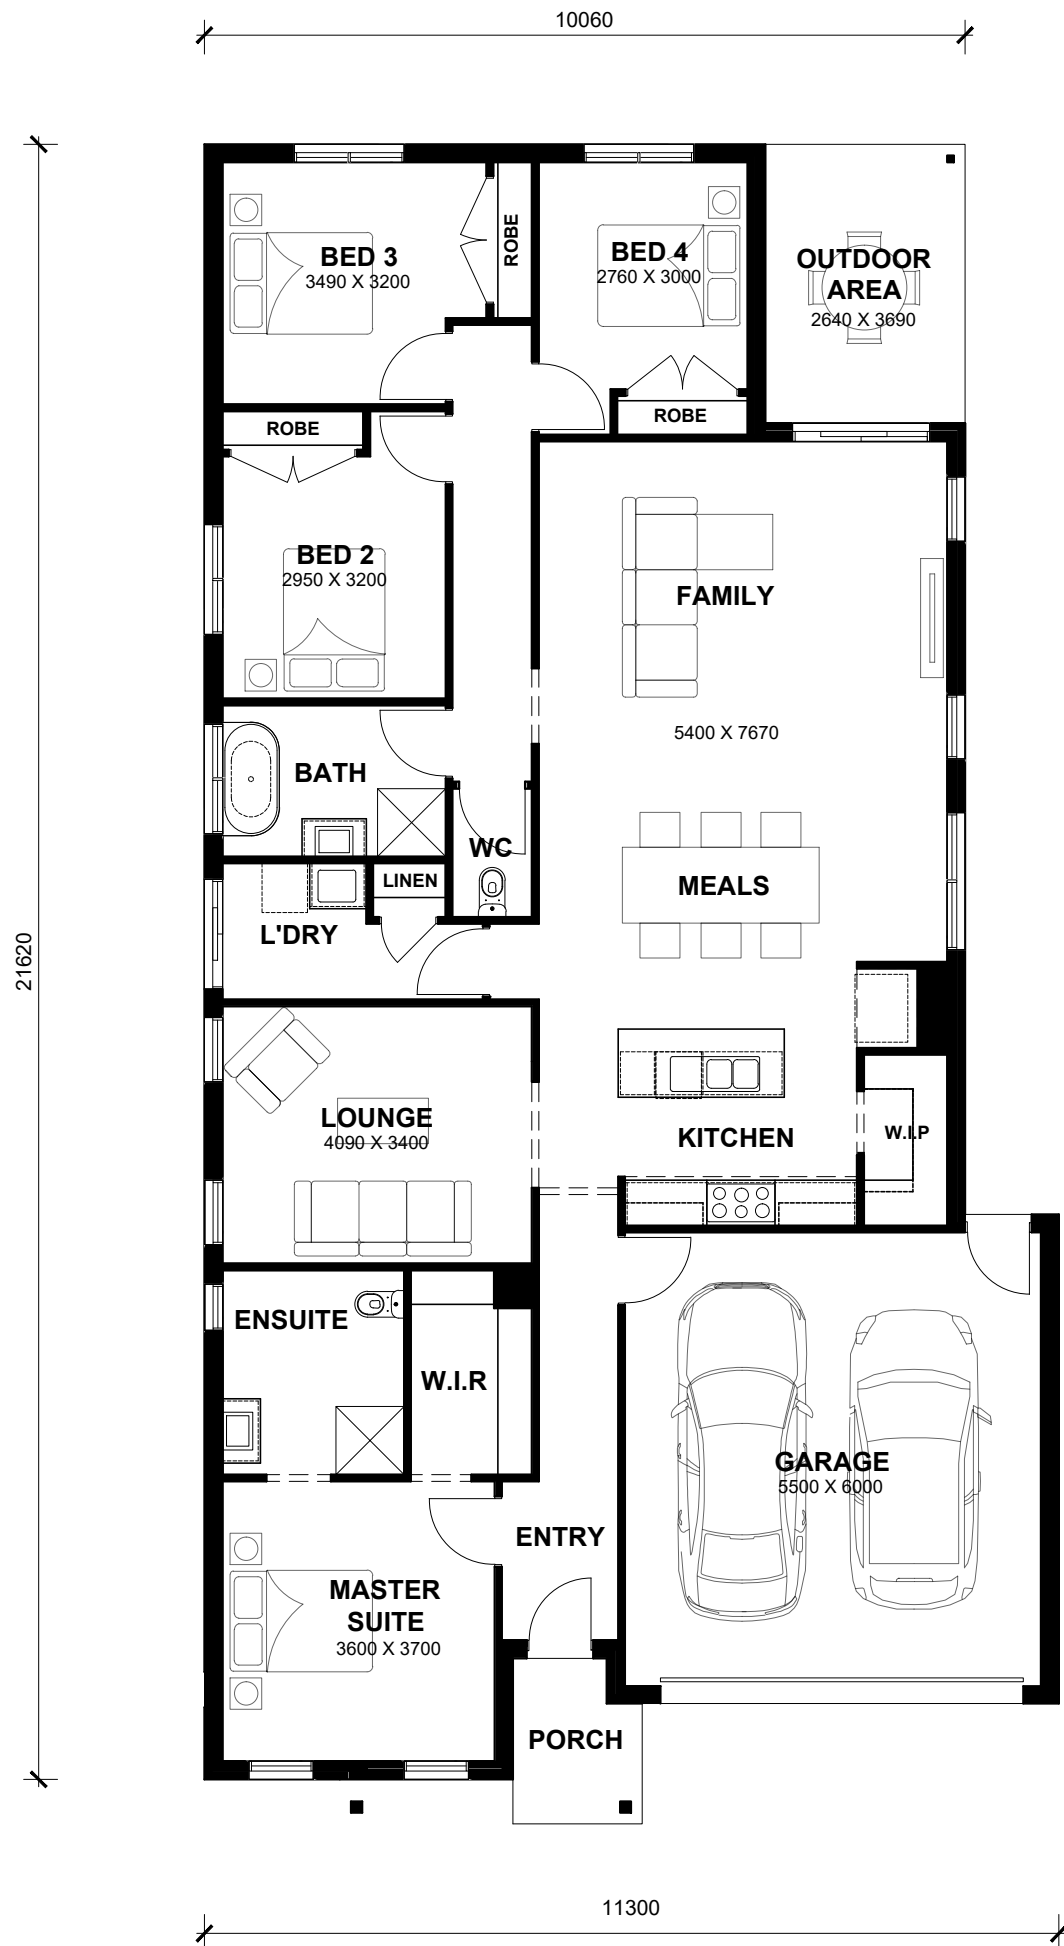 10060
BED 3
3490 X 3200
ROBE
BED 4
2760 X 3000
OUTDOOR
AREA
2640 X 3690
ROBE
ROBE
BED 2
2950 X 3200
FAMILY
5400 X 7670
BATH
WC
MEALS
LINEN
L'DRY
21620
LOUNGE
4090 X 3400
KITCHEN
W.I.P
ENSUITE
W.I.R
GARAGE
5500 X 6000
ENTRY
MASTER
SUITE
3600 X 3700
PORCH
11300